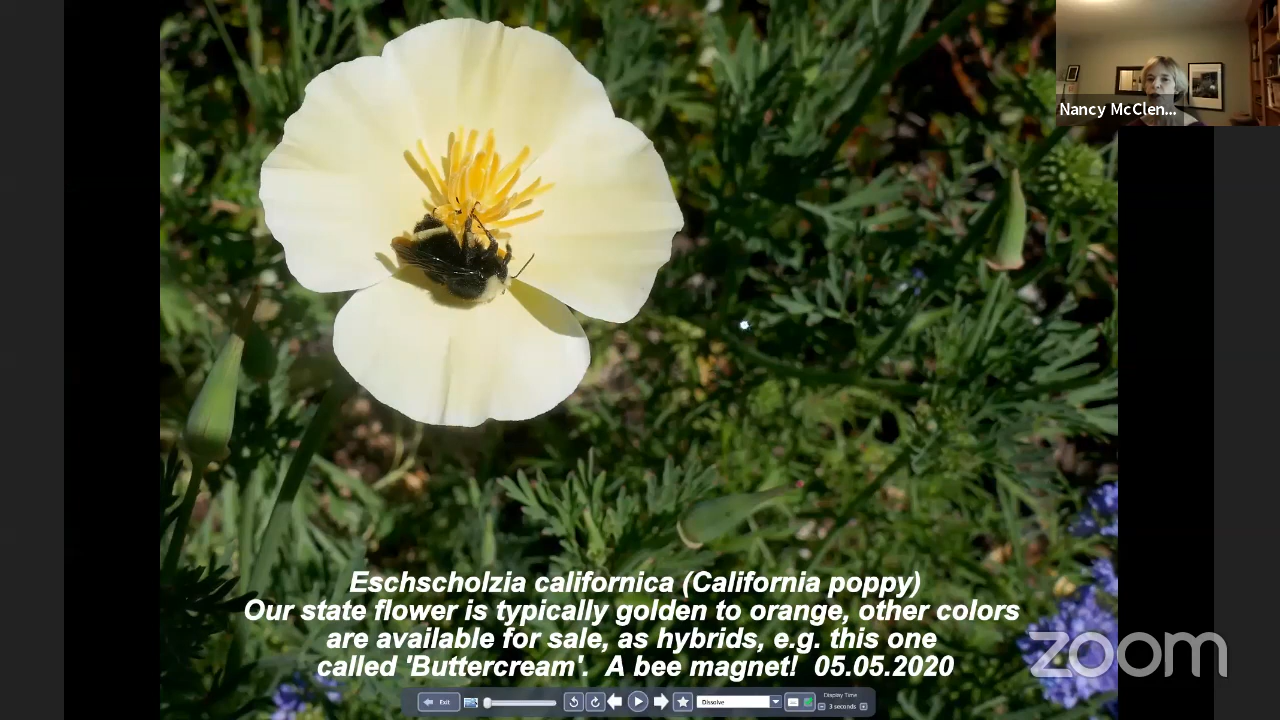 Nancy McClen...
Eschscholzia californica (California poppy)
Our state flower is typically golden to orange, other colors
are available for sale, as hybrids, e.g. this one
called 'Buttercream'.  A bee magnet!  05.05.2020
zoom
Exit
Dissolve
Display Time
3 seconds